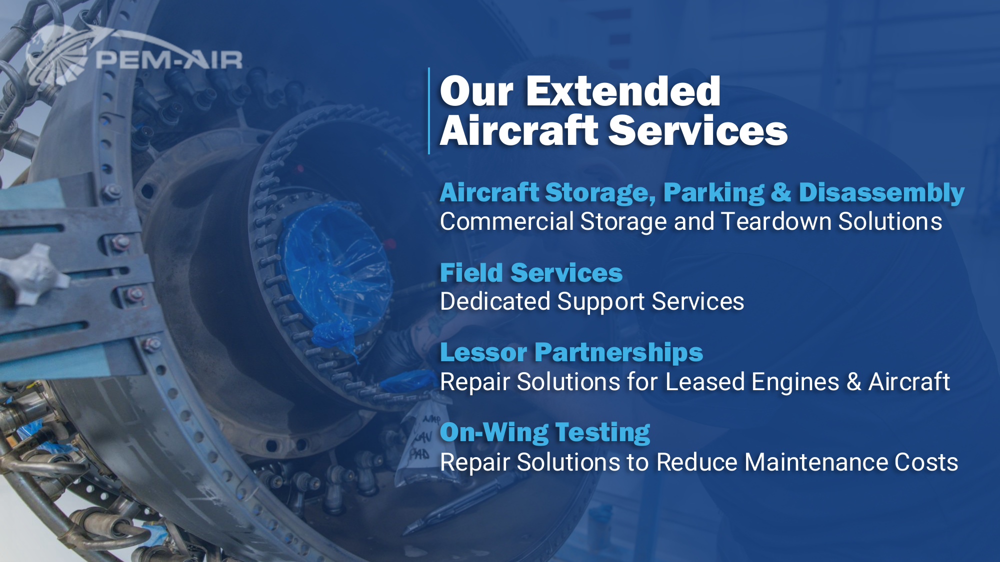 PEM-AIR
Our Extended
Aircraft Services
Aircraft Storage, Parking & Disassembly
Commercial Storage and Teardown Solutions
Field Services
Dedicated Support Services
Lessor Partnerships
Repair Solutions for Leased Engines & Aircraft
On-Wing Testing
Repair Solutions to Reduce Maintenance Costs